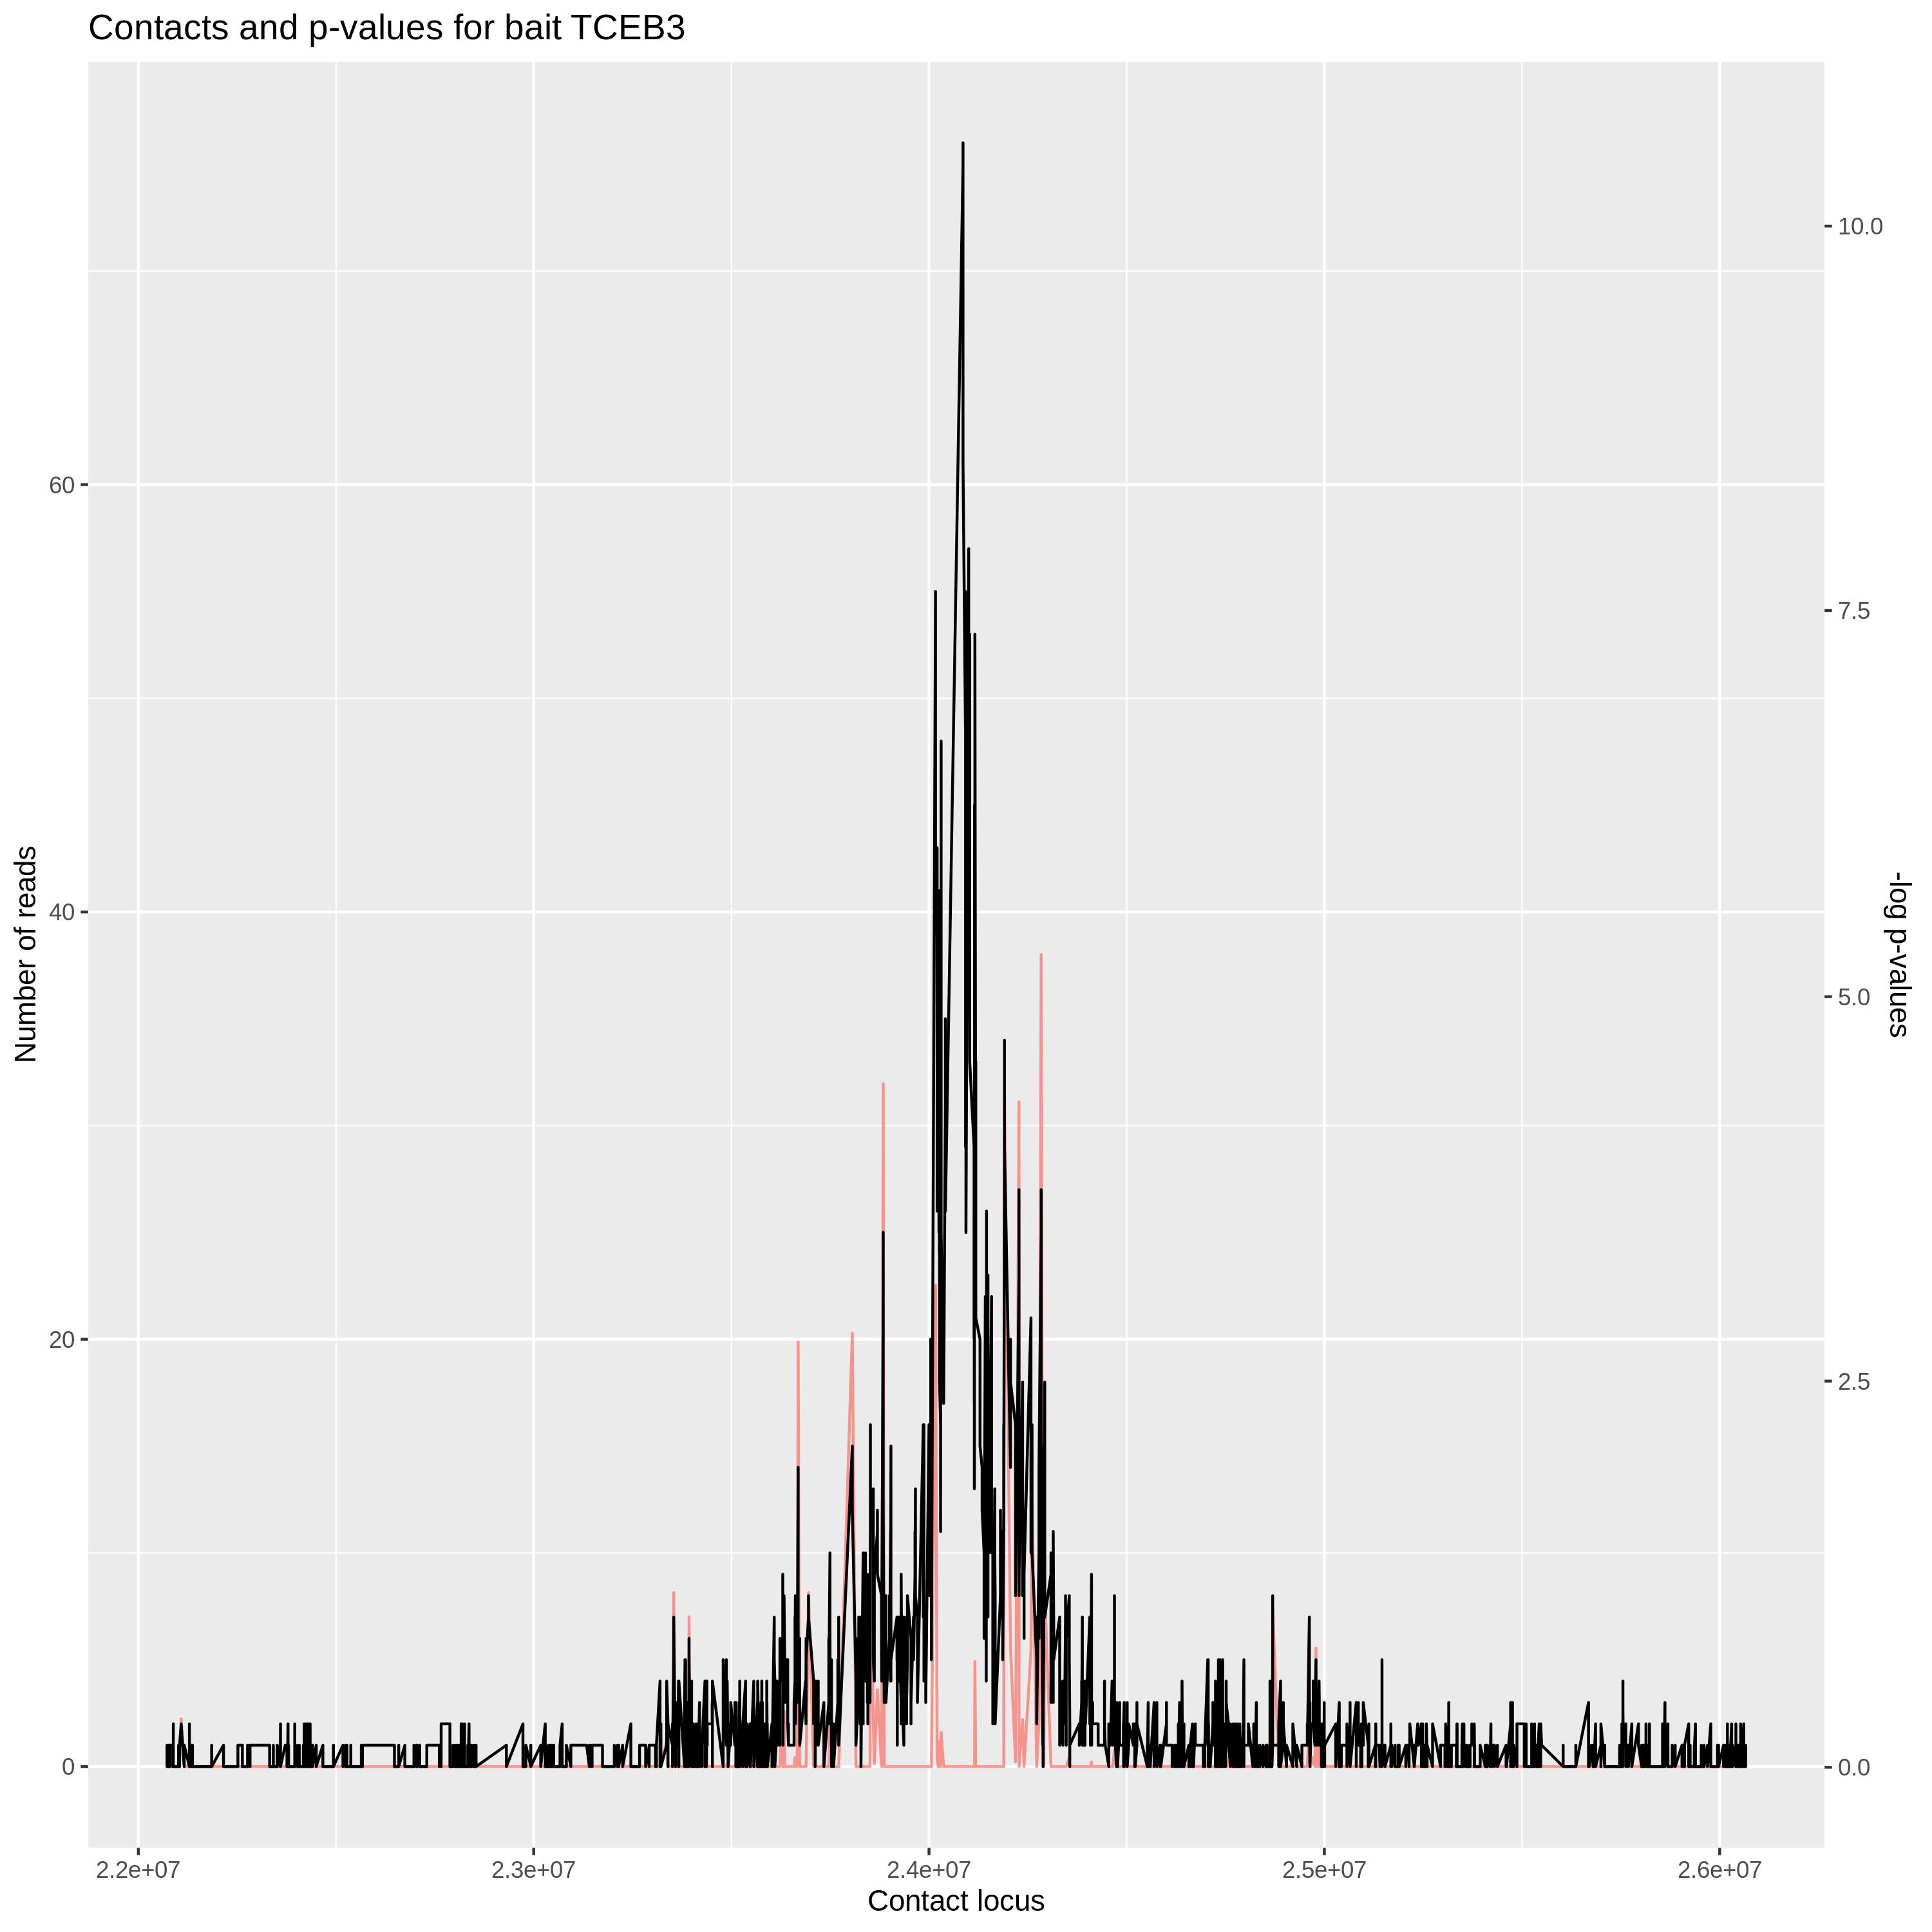 Contacts and p-values for bait TCEB3
Number of reads
60
40
20
0
10.0
7.5
5.0
2.5
0.0
-log p-values
2.2e+07 2.3e+07 2.4e+07 2.5e+07 2.6e+07
Contact locus